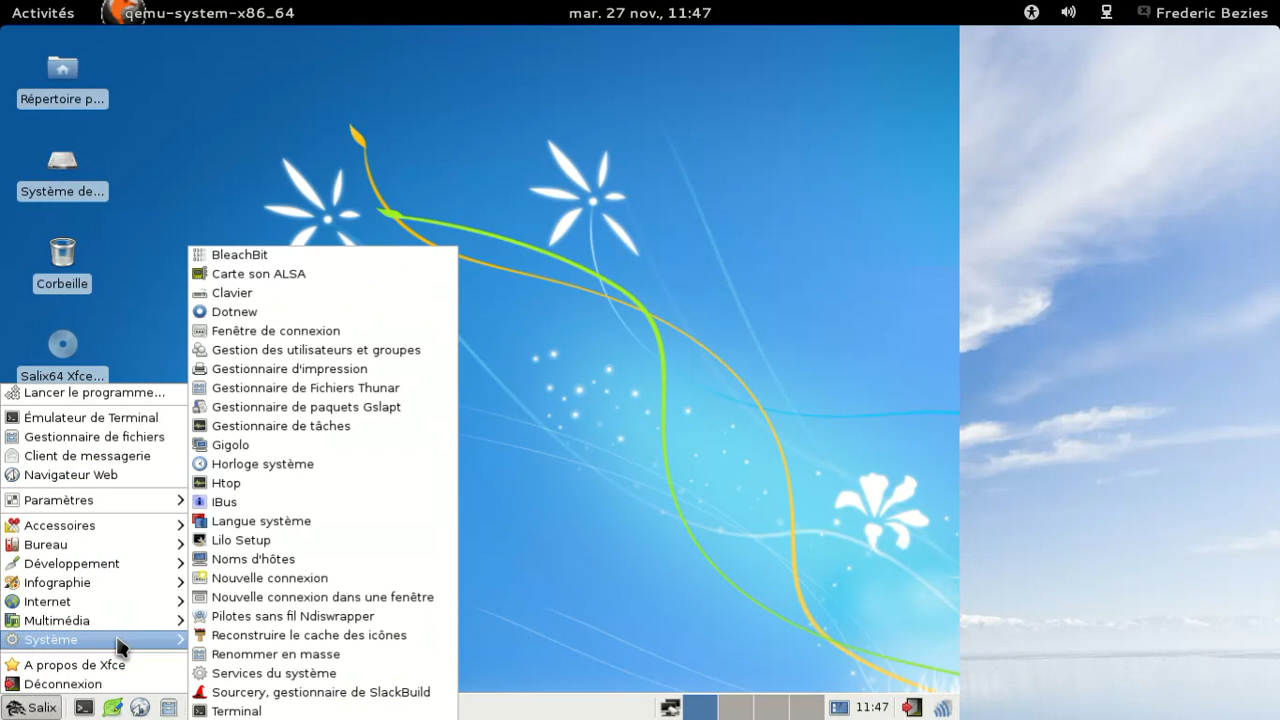 Activités
qemu-system-x86_64
mar. 27 nov., 11:47
Frederic Bezies
Répertoire p...
Système de...
Corbeille
Salix64 Xfce...
Lancer le programme...
Émulateur de Terminal
Gestionnaire de fichiers
Client de messagerie
Navigateur Web
Paramètres
Accessoires
Bureau
Développement
Infographie
Internet
Multimédia
Système
A propos de Xfce
Déconnexion
BleachBit
Carte son ALSA
Clavier
Dotnew
Fenêtre de connexion
Gestion des utilisateurs et groupes
Gestionnaire d'impression
Gestionnaire de Fichiers Thunar
Gestionnaire de paquets Gslapt
Gestionnaire de tâches
Gigolo
Horloge système
Htop
IBus
Langue système
Lilo Setup
Noms d'hôtes
Nouvelle connexion
Nouvelle connexion dans une fenêtre
Pilotes sans fil Ndiswrapper
Reconstruire le cache des icônes
Renommer en masse
Services du système
Sourcery, gestionnaire de SlackBuild
Terminal
Salix
11:47